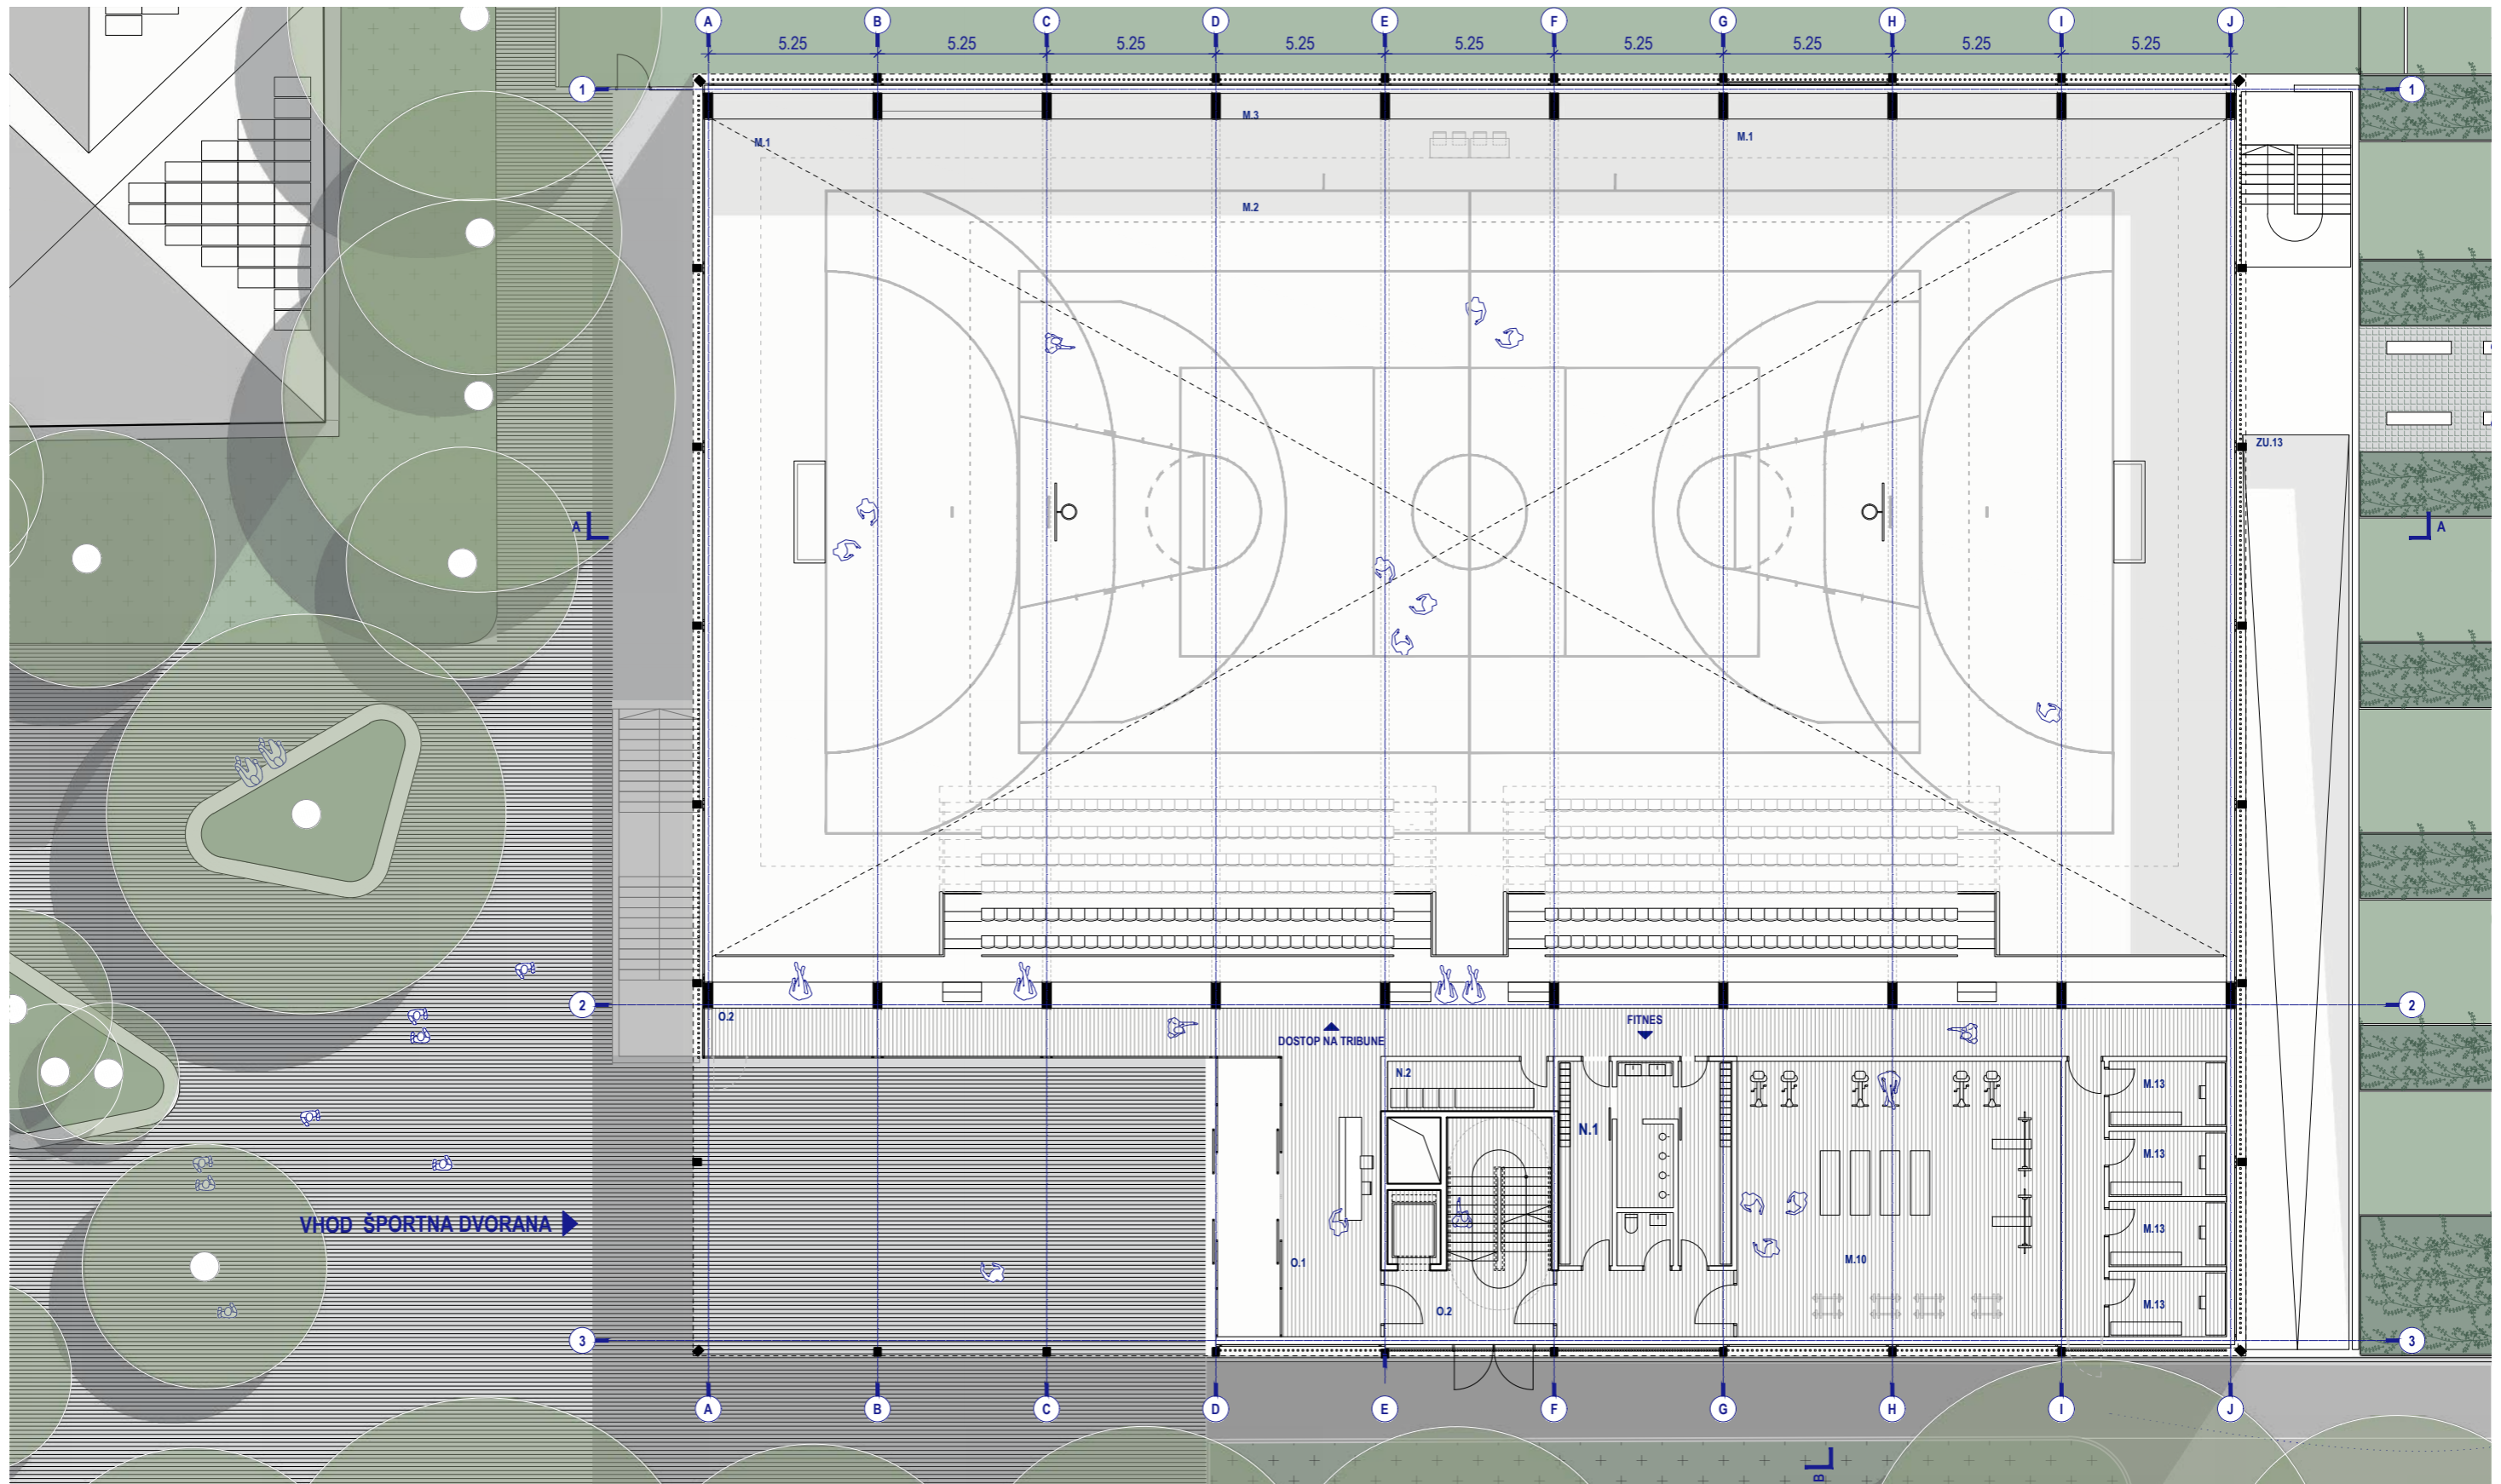 A B C D E F G H I J
5.25 5.25 5.25 5.25 5.25 5.25 5.25 5.25 5.25
1 1
M.3
M.1 M.1
M.2
ZU.13
A A
2 2
O.2
FITNES
DOSTOP NA TRIBUNE
N.2
M.13
N.1
M.13
VHOD ŠPORTNA DVORANA
M.13
O.1
M.10
O.2
M.13
3 3
A B C D E F G H I J
B